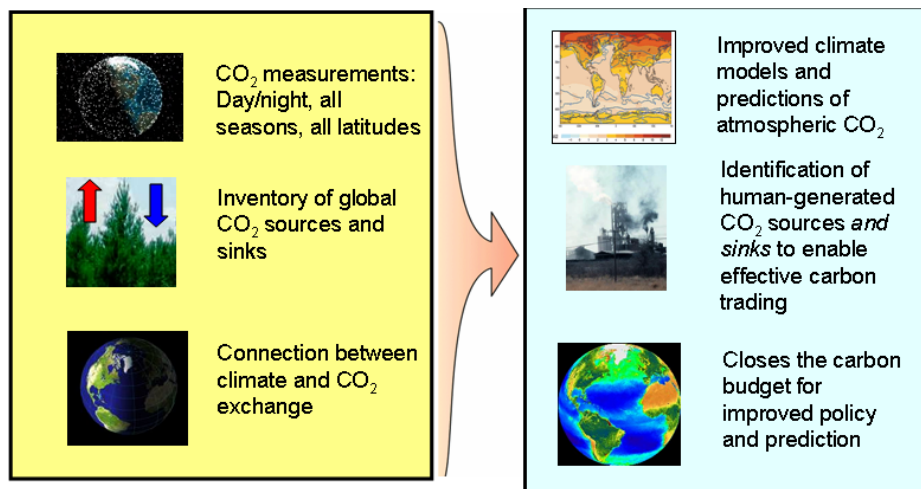 CO₂ measurements:
Day/night, all
seasons, all latitudes
Inventory of global
CO₂ sources and
sinks
Connection between
climate and CO₂
exchange
Improved climate
models and
predictions of
atmospheric CO₂
Identification of
human-generated
CO₂ sources and
sinks to enable
effective carbon
trading
Closes the carbon
budget for
improved policy
and prediction